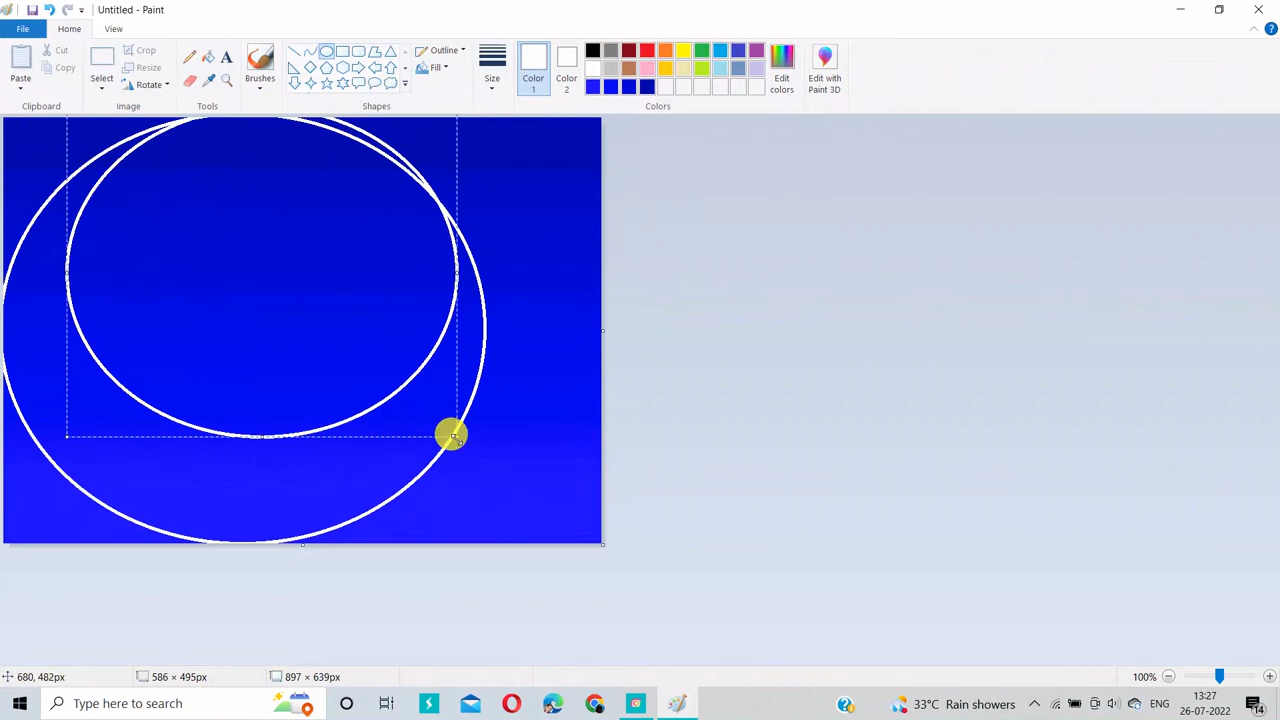 Untitled - Paint
File Home View
Paste Cut Copy Select Crop Resize Rotate A Brushes Outline Fill Size Color 1 Color 2 Edit colors Edit with Paint 3D
Clipboard Image Tools Shapes Colors
680, 482px 586 × 495px 897 × 639px 100%
Type here to search 33°C Rain showers ENG 13:27 26-07-2022 14